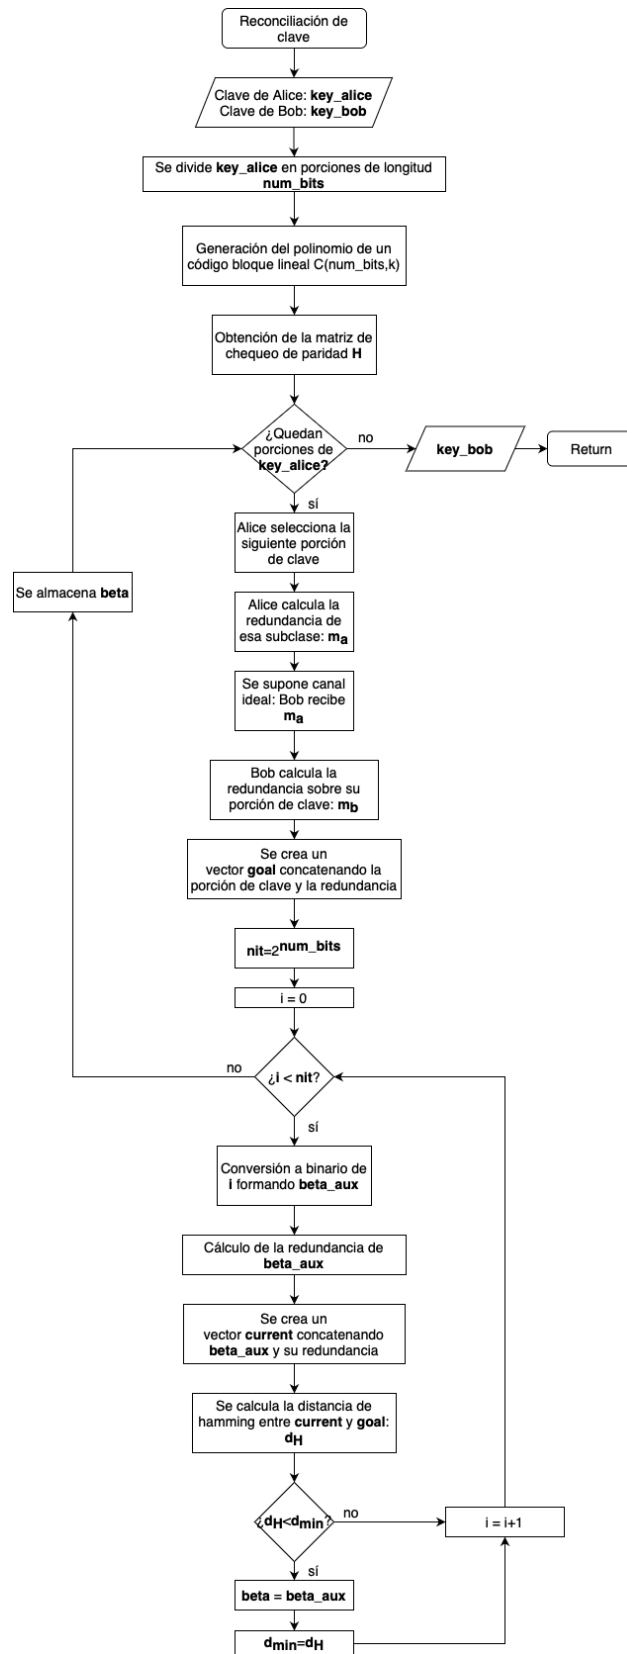 Reconciliación de
clave
Clave de Alice: key_alice
Clave de Bob: key_bob
Se divide key_alice en porciones de longitud
num_bits
Generación del polinomio de un
código bloque lineal C(num_bits,k)
Obtención de la matriz de
chequeo de paridad H
¿Quedan
porciones de
key_alice?
no
key_bob
Return
sí
Alice selecciona la
siguiente porción
de clave
Se almacena beta
Alice calcula la
redundancia de
esa subclase: ma
Se supone canal
ideal: Bob recibe
ma
Bob calcula la
redundancia sobre su
porción de clave: mb
Se crea un
vector goal concatenando la
porción de clave y la redundancia
nit=2num_bits
i = 0
¿i < nit?
no
sí
Conversión a binario de
i formando beta_aux
Cálculo de la redundancia de
beta_aux
Se crea un
vector current concatenando
beta_aux y su redundancia
Se calcula la distancia de
hamming entre current y goal:
dH
¿dH<dmin?
no
i = i+1
sí
beta = beta_aux
dmin=dH